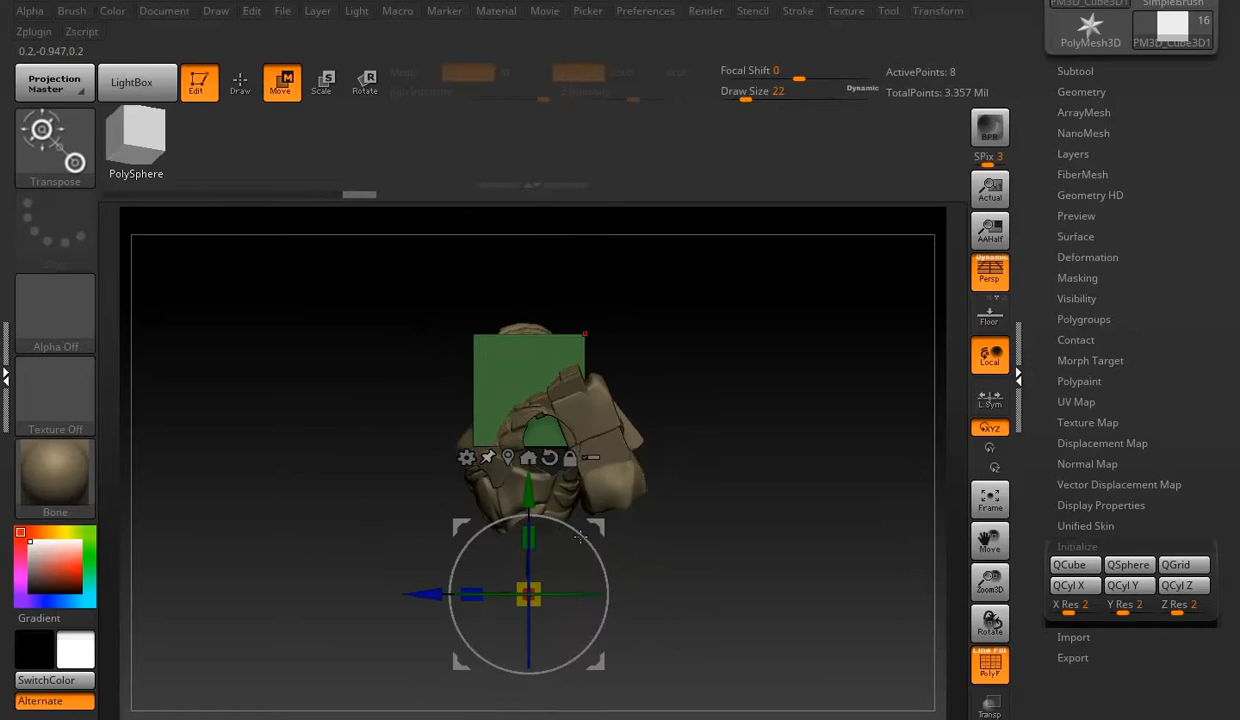 Alpha Brush Color Document Draw Edit File Layer Light Macro Marker Material Movie Picker Preferences Render Stencil Stroke Texture Tool Transform
Zplugin Zscript
0.2,-0.947,0.2
Projection Master
LightBox
Edit
Draw
Move
Scale
Rotate
Focal Shift 0
Draw Size 22
Dynamic
ActivePoints: 8
TotalPoints: 3.357 Mil
PM3D_Cube3D1
SimpleBrush
PolyMesh3D
16
PM3D_Cube3D1
Transpose
PolySphere
Alpha Off
Texture Off
Bone
Gradient
SwitchColor
Alternate
BPR
SPix 3
Actual
AAHalf
Dynamic
Persp
Floor
Local
L.Sym
XYZ
Frame
Move
Zoom3D
Rotate
Line Fill
PolyF
Transp
Subtool
Geometry
ArrayMesh
NanoMesh
Layers
FiberMesh
Geometry HD
Preview
Surface
Deformation
Masking
Visibility
Polygroups
Contact
Morph Target
Polypaint
UV Map
Texture Map
Displacement Map
Normal Map
Vector Displacement Map
Display Properties
Unified Skin
Initialize
QCube QSphere QGrid
QCyl X QCyl Y QCyl Z
X Res 2 Y Res 2 Z Res 2
Import
Export